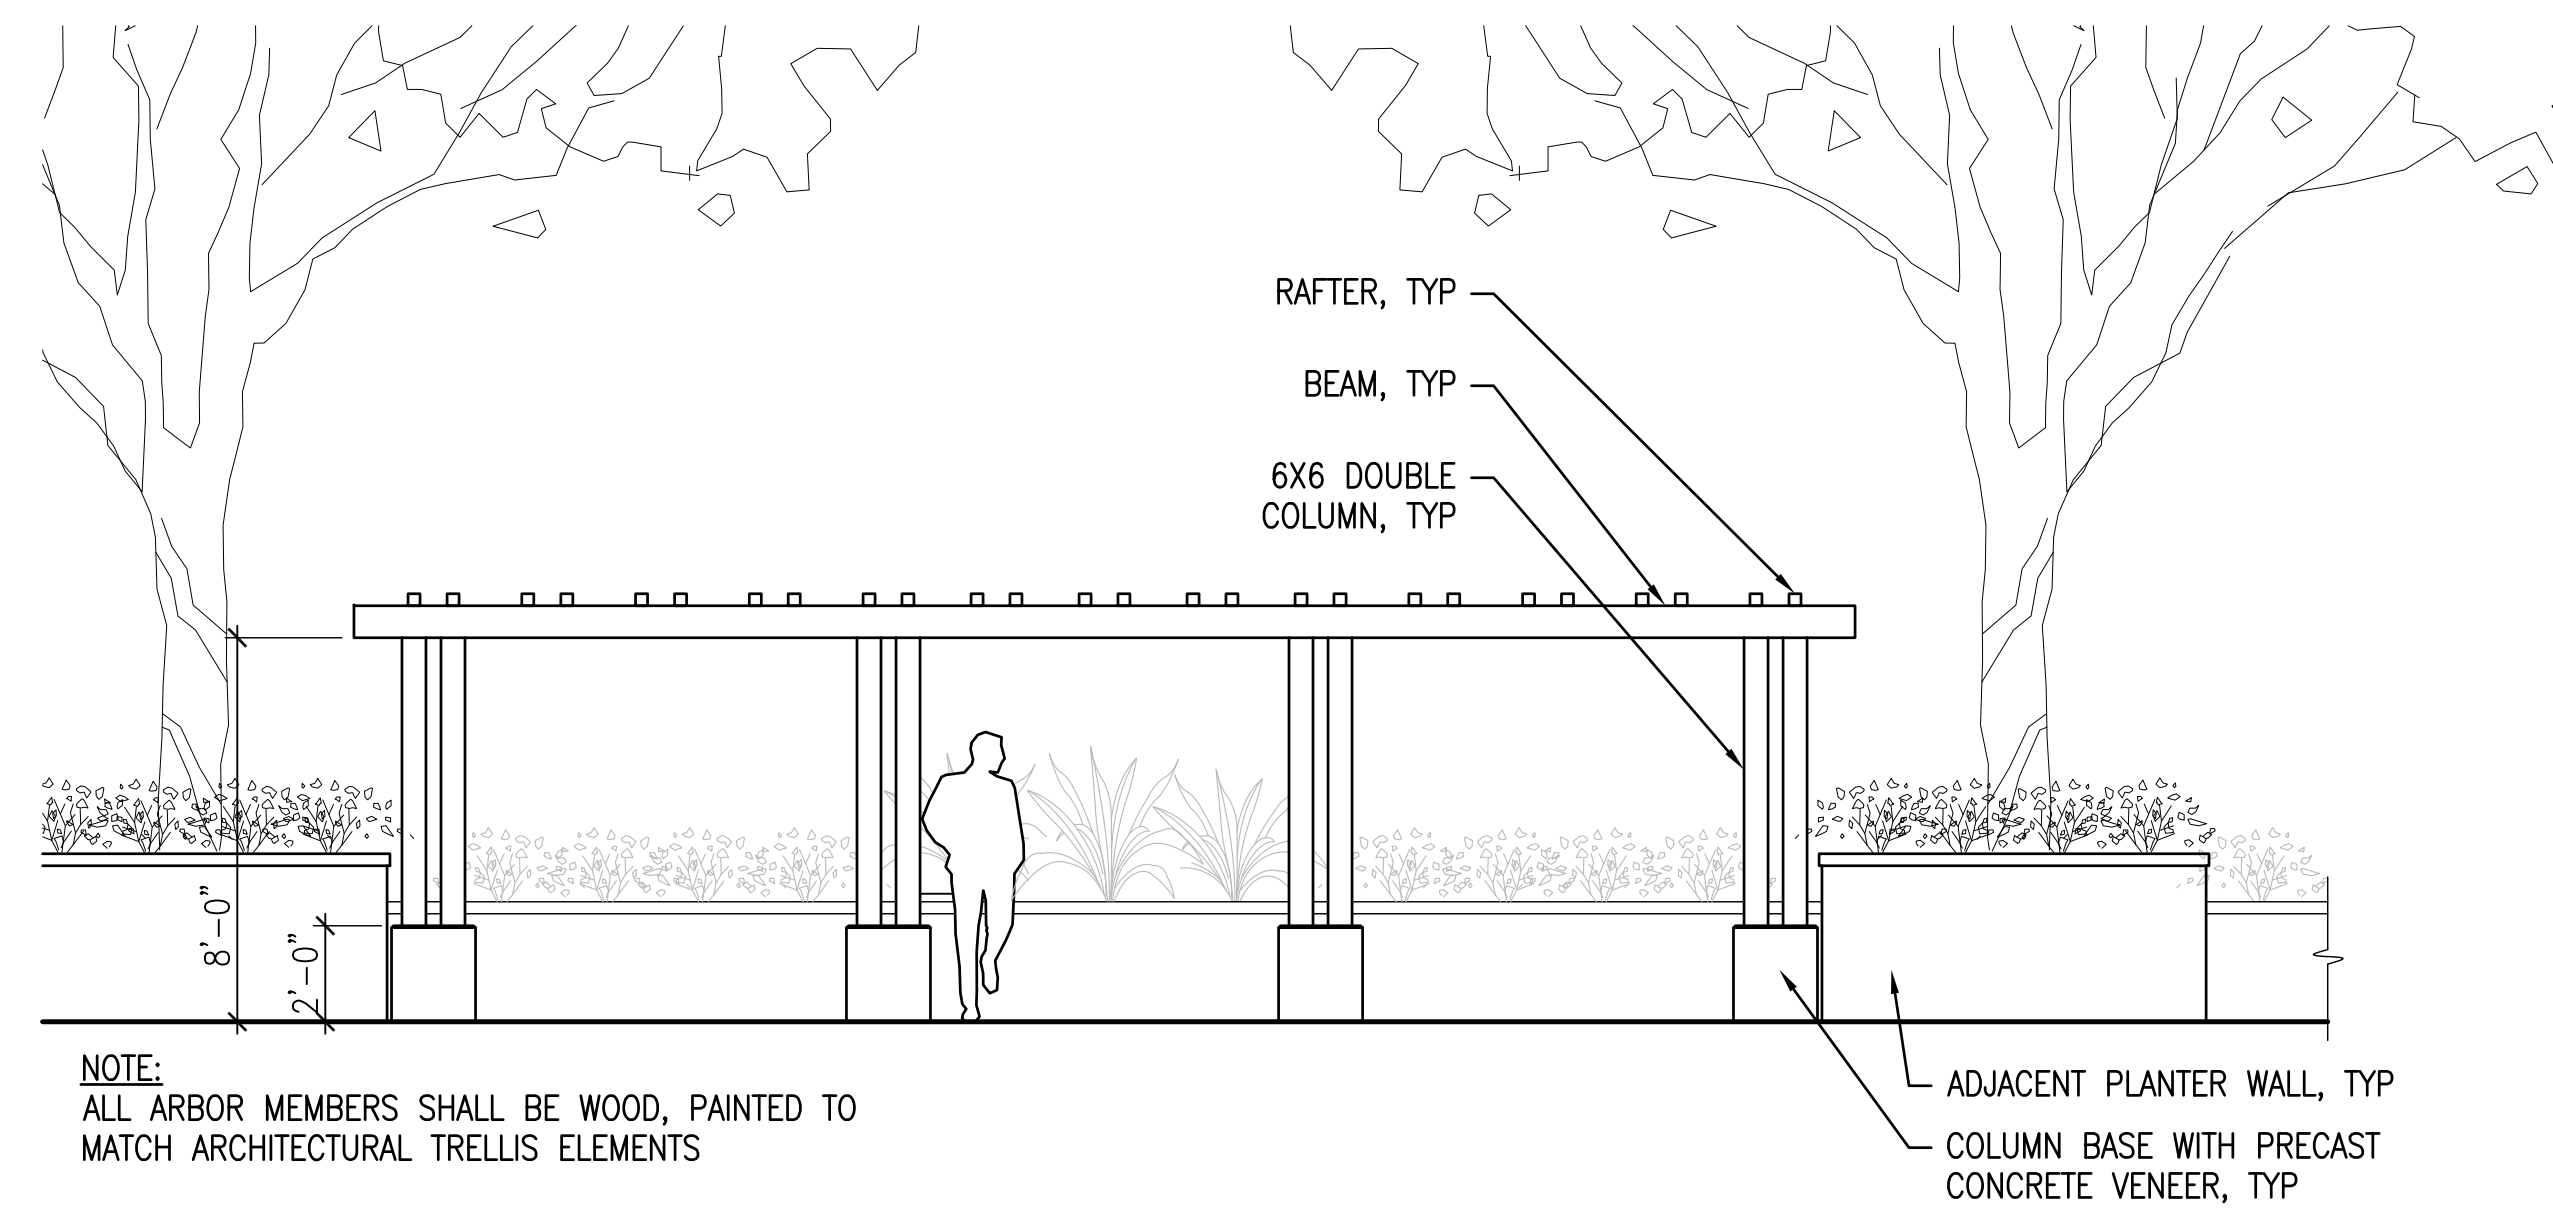 RAFTER, TYP
BEAM, TYP
6X6 DOUBLE
COLUMN, TYP
8'-0"
2'-0"
NOTE:
ALL ARBOR MEMBERS SHALL BE WOOD, PAINTED TO
MATCH ARCHITECTURAL TRELLIS ELEMENTS
ADJACENT PLANTER WALL, TYP
COLUMN BASE WITH PRECAST
CONCRETE VENEER, TYP